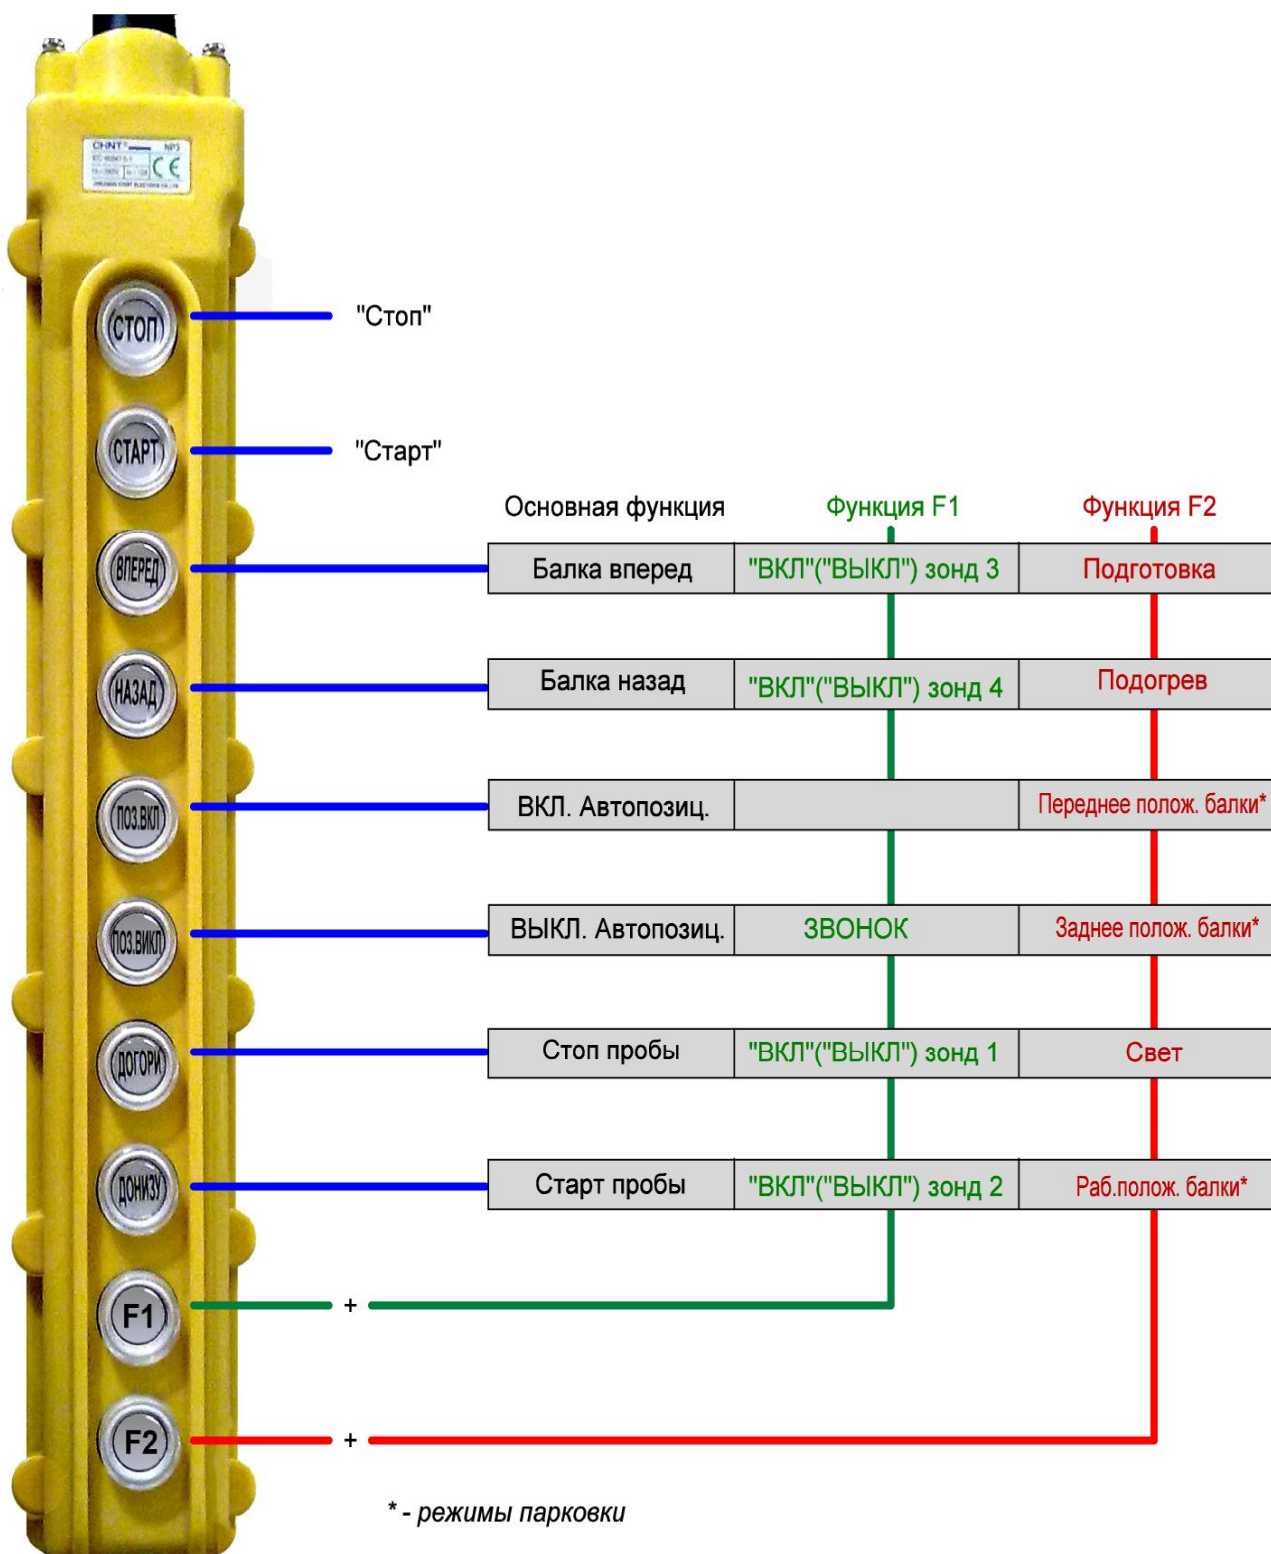 CHNT NP3
CE
СТОП "Стоп"
СТАРТ "Старт"
Основная функция Функция F1 Функция F2
ВПЕРЕД Балка вперед "ВКЛ"("ВЫКЛ") зонд 3 Подготовка
НАЗАД Балка назад "ВКЛ"("ВЫКЛ") зонд 4 Подогрев
ПОЗ.ВКЛ ВКЛ. Автопозиц. Переднее полож. балки*
ПОЗ.ВИКЛ ВЫКЛ. Автопозиц. ЗВОНОК Заднее полож. балки*
ДОГОРИ Стоп пробы "ВКЛ"("ВЫКЛ") зонд 1 Свет
ДОНИЗУ Старт пробы "ВКЛ"("ВЫКЛ") зонд 2 Раб.полож. балки*
F1 +
F2 +
* - режимы парковки